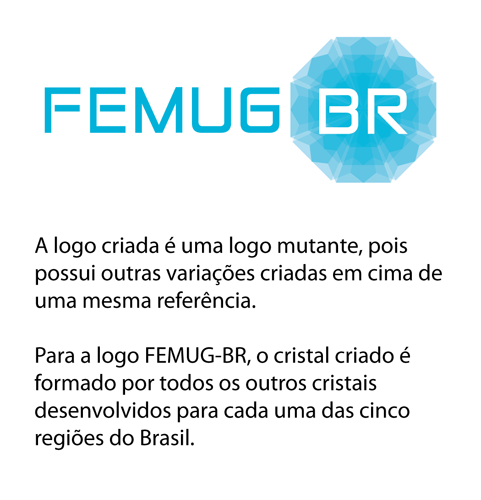 FEMUG BR
A logo criada é uma logo mutante, pois
possui outras variações criadas em cima de
uma mesma referência.
Para a logo FEMUG-BR, o cristal criado é
formado por todos os outros cristais
desenvolvidos para cada uma das cinco
regiões do Brasil.